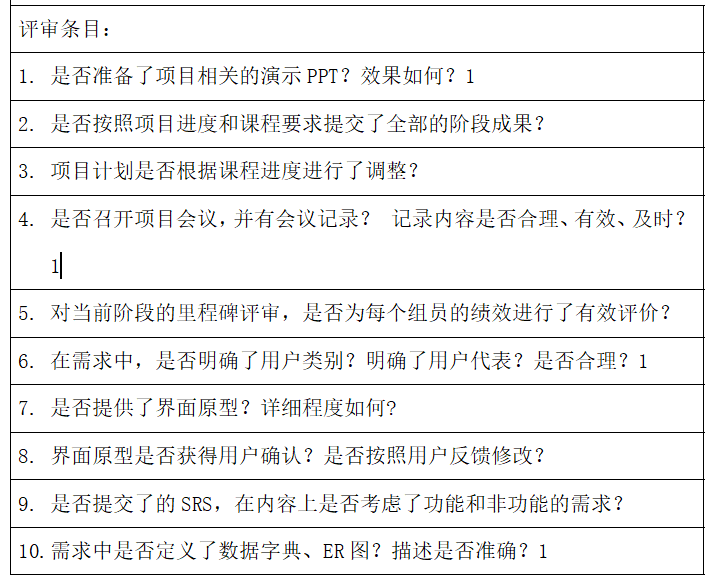 评审条目：
1. 是否准备了项目相关的演示 PPT？效果如何？1
2. 是否按照项目进度和课程要求提交了全部的阶段成果？
3. 项目计划是否根据课程进度进行了调整？
4. 是否召开项目会议，并有会议记录？ 记录内容是否合理、有效、及时？
1
5. 对当前阶段的里程碑评审，是否为每个组员的绩效进行了有效评价？
6. 在需求中，是否明确了用户类别？明确了用户代表？是否合理？1
7. 是否提供了界面原型？详细程度如何?
8. 界面原型是否获得用户确认？是否按照用户反馈修改？
9. 是否提交了的 SRS，在内容上是否考虑了功能和非功能的需求？
10. 需求中是否定义了数据字典、ER 图？描述是否准确？1